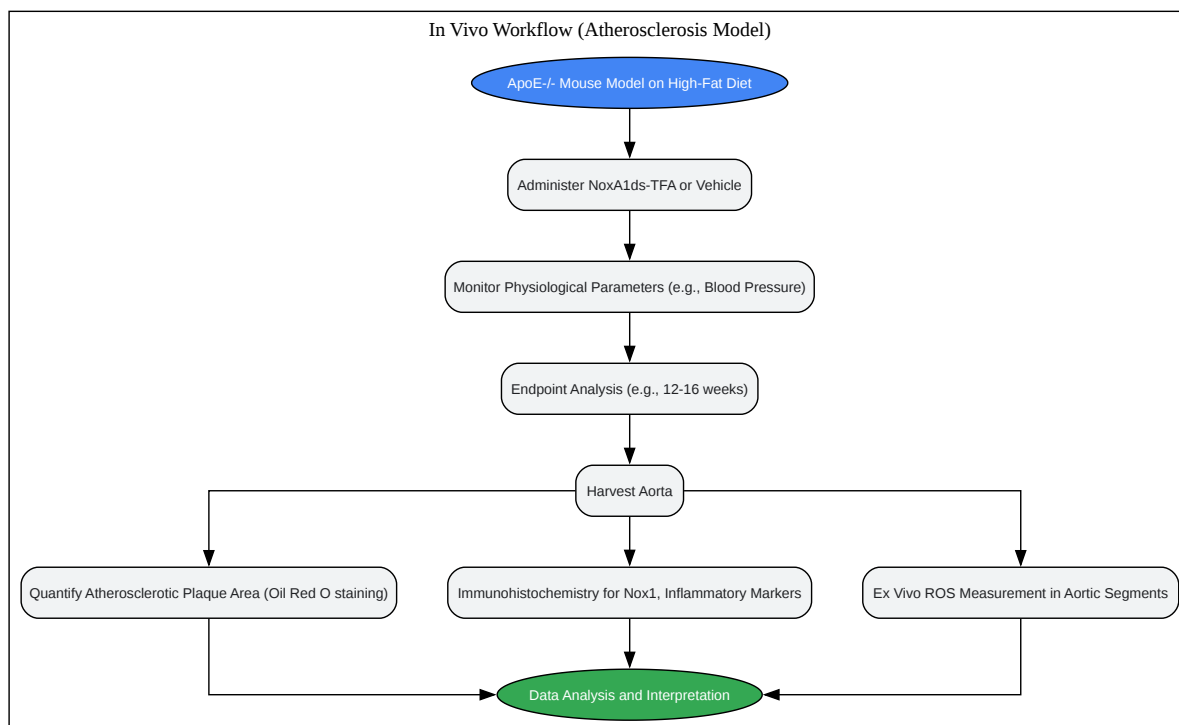 In Vivo Workflow (Atherosclerosis Model)
ApoE-/- Mouse Model on High-Fat Diet
Administer NoxA1ds-TFA or Vehicle
Monitor Physiological Parameters (e.g., Blood Pressure)
Endpoint Analysis (e.g., 12-16 weeks)
Harvest Aorta
Quantify Atherosclerotic Plaque Area (Oil Red O staining)
Immunohistochemistry for Nox1, Inflammatory Markers
Ex Vivo ROS Measurement in Aortic Segments
Data Analysis and Interpretation